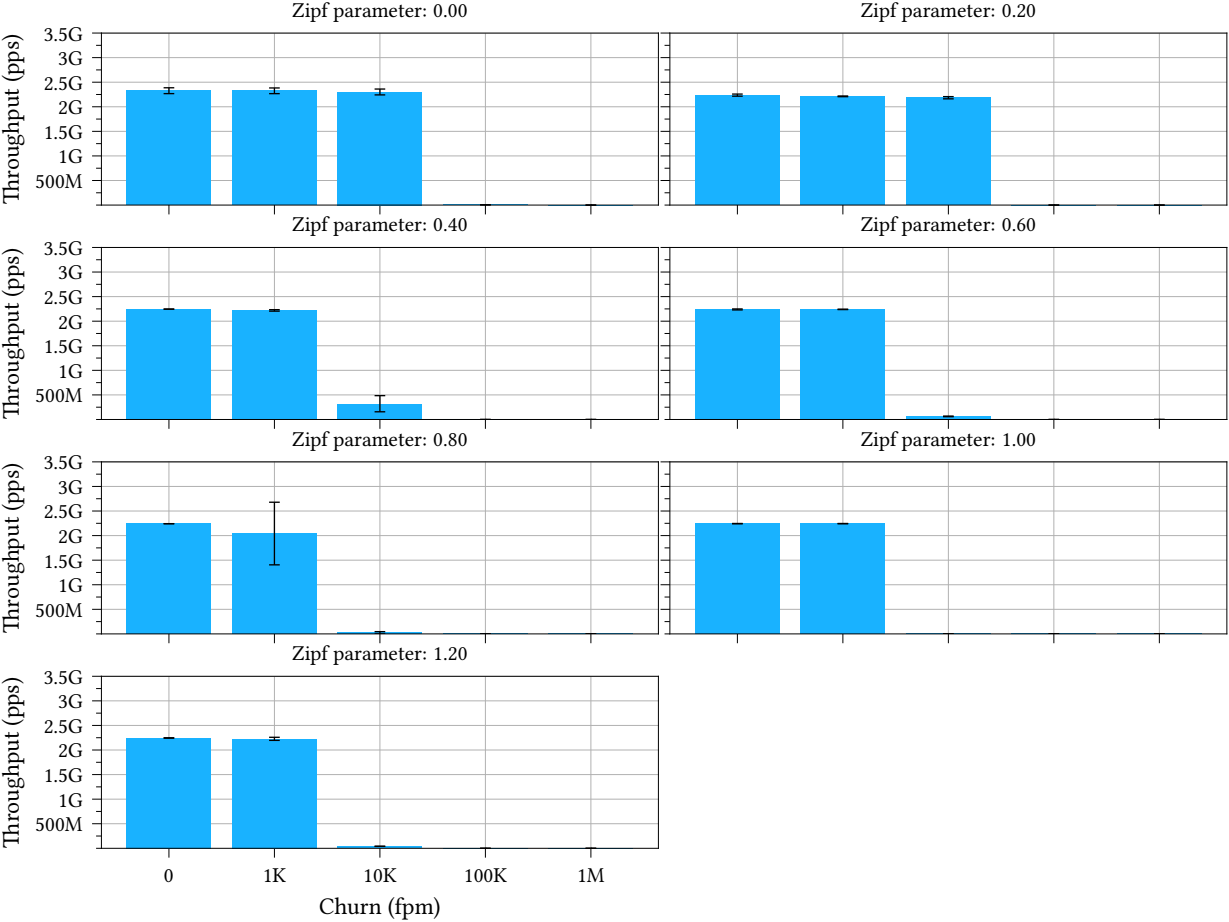 Zipf parameter: 0.00
Zipf parameter: 0.20
Throughput (pps)
3.5G
3G
2.5G
2G
1.5G
1G
500M
Throughput (pps)
Zipf parameter: 0.40
Zipf parameter: 0.60
Throughput (pps)
3.5G
3G
2.5G
2G
1.5G
1G
500M
Throughput (pps)
Zipf parameter: 0.80
Zipf parameter: 1.00
Throughput (pps)
3.5G
3G
2.5G
2G
1.5G
1G
500M
Zipf parameter: 1.20
Throughput (pps)
3.5G
3G
2.5G
2G
1.5G
1G
500M
0 1K 10K 100K 1M
Churn (fpm)